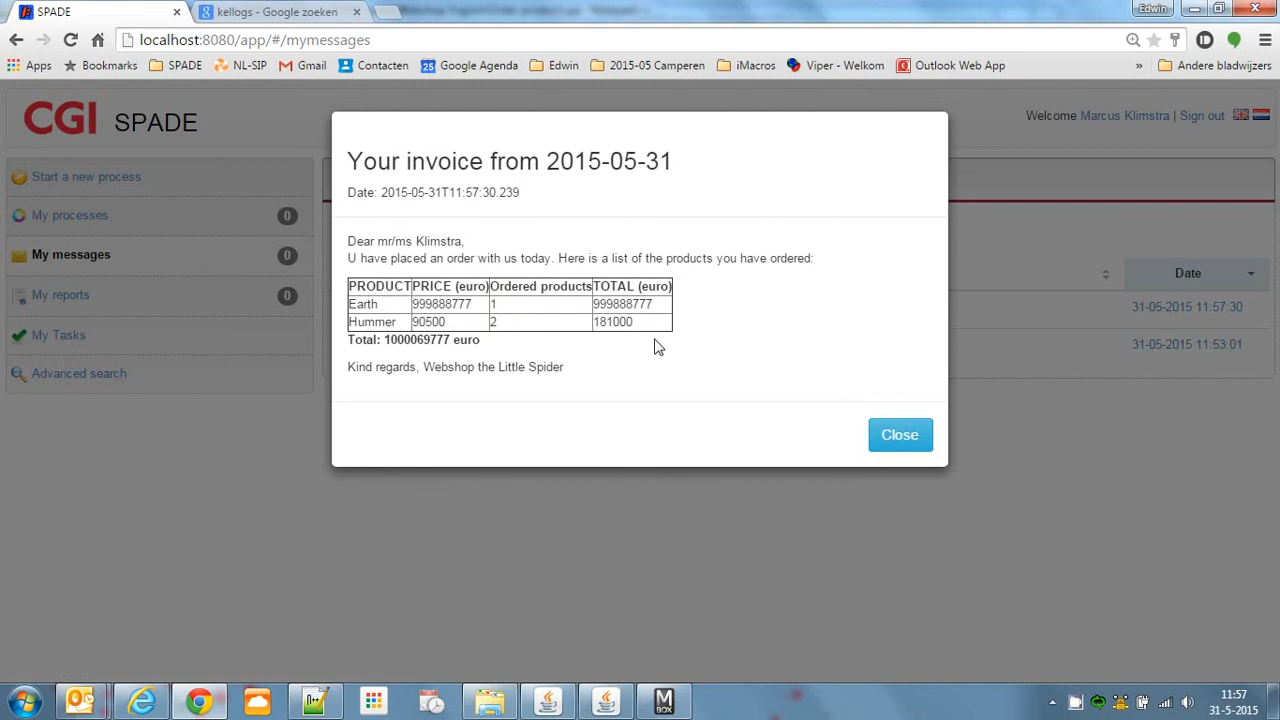 SPADE
kellogs - Google zoeken
Edwin
localhost:8080/app/#/mymessages
Apps Bookmarks SPADE NL-SIP Gmail Contacten Google Agenda Edwin 2015-05 Camperen iMacros Viper - Welkom Outlook Web App » Andere bladwijzers
CGI SPADE
Welcome Marcus Klimstra | Sign out
Start a new process
My processes 0
My messages 0
My reports 0
My Tasks
Advanced search
Date
31-05-2015 11:57:30
31-05-2015 11:53:01
Your invoice from 2015-05-31
Date: 2015-05-31T11:57:30.239
Dear mr/ms Klimstra,
U have placed an order with us today. Here is a list of the products you have ordered:
PRODUCT PRICE (euro) Ordered products TOTAL (euro)
Earth 999888777 1 999888777
Hummer 90500 2 181000
Total: 1000069777 euro
Kind regards, Webshop the Little Spider
Close
M
BOX
11:57
31-5-2015